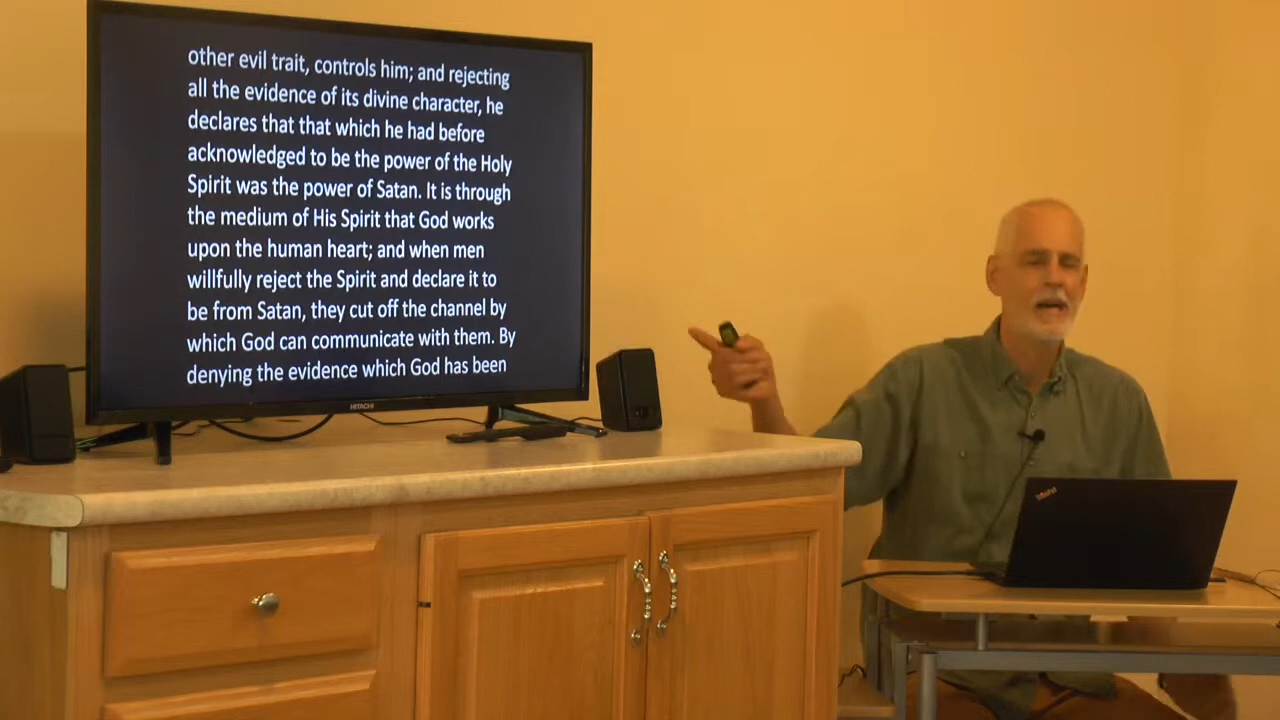 other evil trait, controls him; and rejecting
all the evidence of its divine character, he
declares that that which he had before
acknowledged to be the power of the Holy
Spirit was the power of Satan. It is through
the medium of His Spirit that God works
upon the human heart; and when men
willfully reject the Spirit and declare it to
be from Satan, they cut off the channel by
which God can communicate with them. By
denying the evidence which God has been
HITACHI
ThinkPad